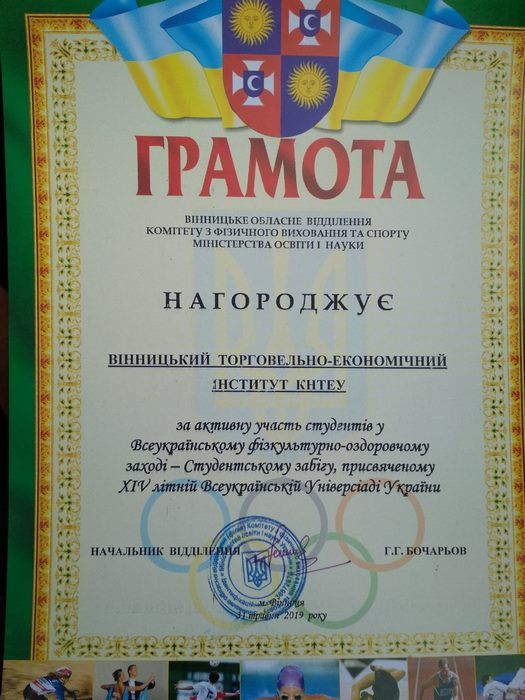 ГРАМОТА
ВІННИЦЬКЕ ОБЛАСНЕ ВІДДІЛЕННЯ
КОМІТЕТУ З ФІЗИЧНОГО ВИХОВАННЯ ТА СПОРТУ
МІНІСТЕРСТВА ОСВІТИ І НАУКИ
НАГОРОДЖУЄ
ВІННИЦЬКИЙ ТОРГОВЕЛЬНО-ЕКОНОМІЧНИЙ
ІНСТИТУТ КНТЕУ
за активну участь студентів у
Всеукраїнському фізкультурно-оздоровчому
заході – Студентському забігу, присвяченому
XIV літній Всеукраїнській Універсіаді України
НАЧАЛЬНИК ВІДДІЛЕННЯ
Г.Г. БОЧАРЬОВ
м. Вінниця
31 травня 2019 року